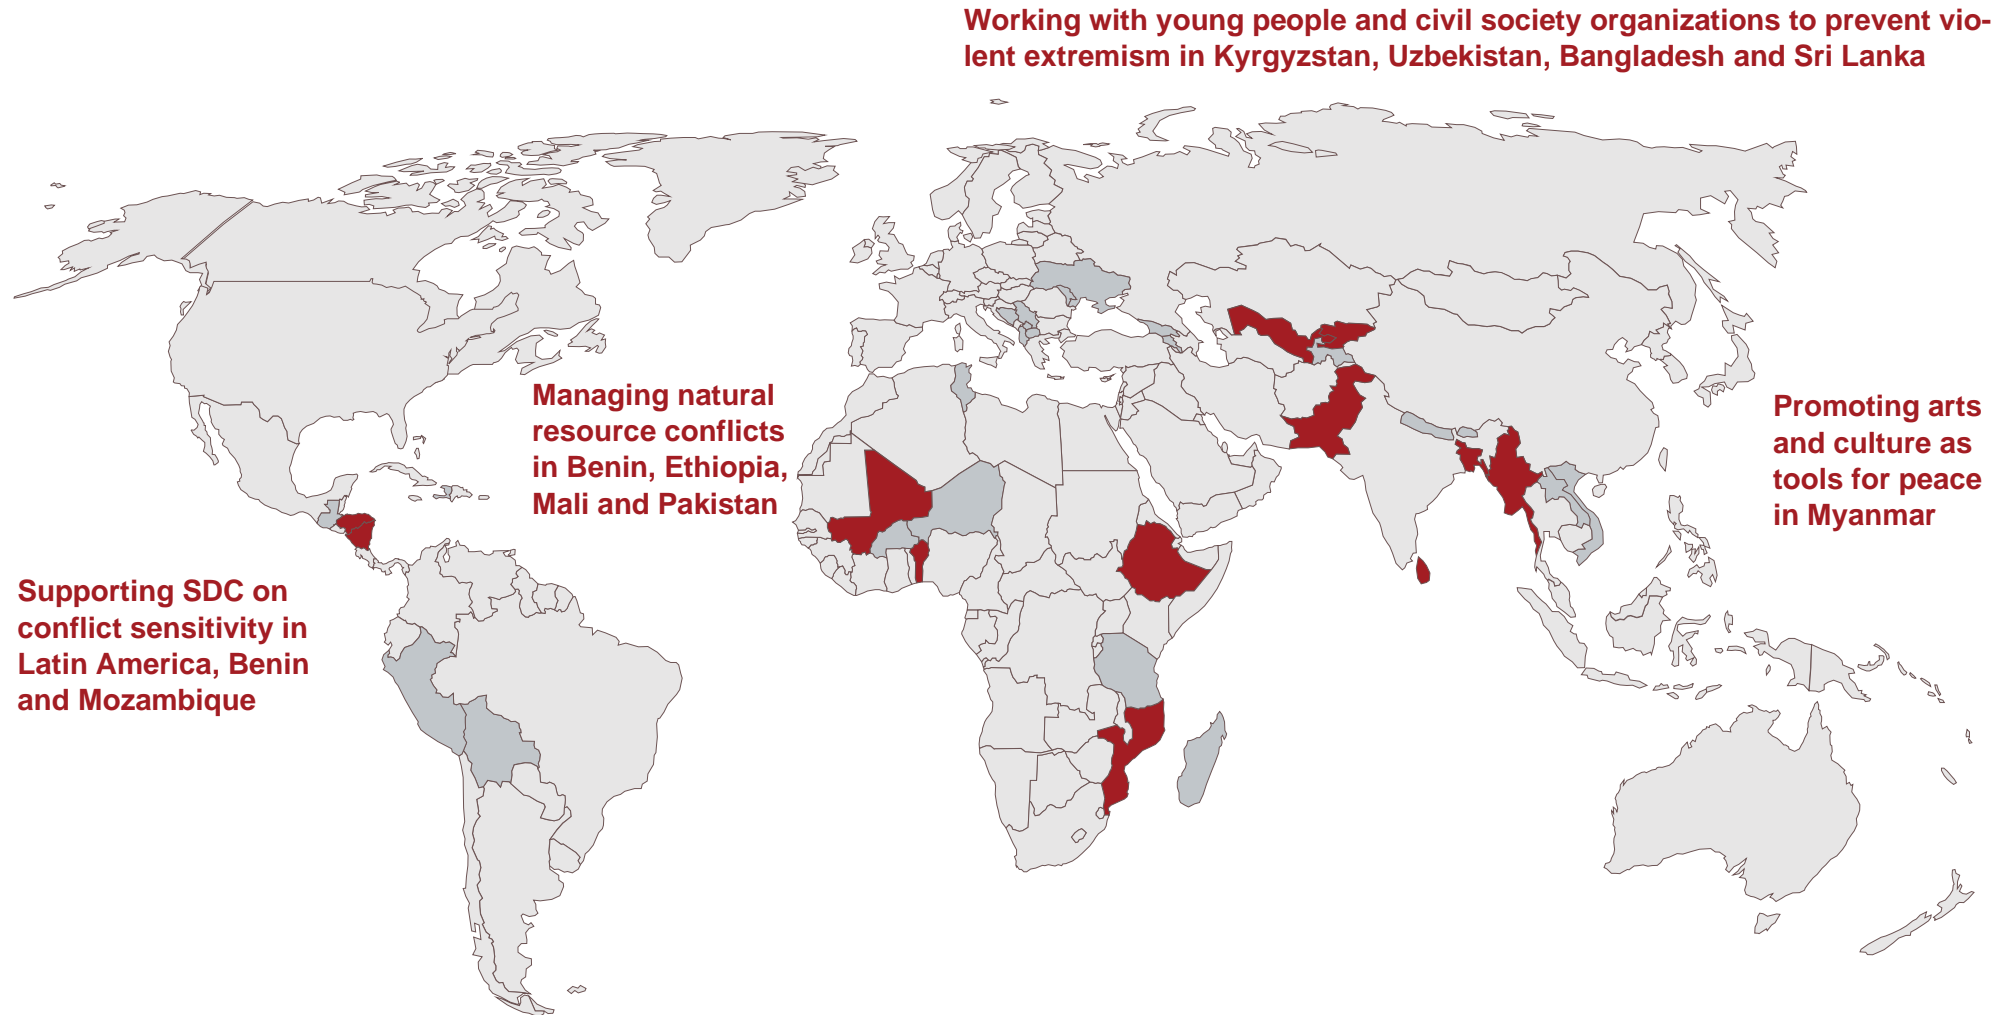 Working with young people and civil society organizations to prevent vio-
lent extremism in Kyrgyzstan, Uzbekistan, Bangladesh and Sri Lanka
Managing natural
resource conflicts
in Benin, Ethiopia,
Mali and Pakistan
Promoting arts
and culture as
tools for peace
in Myanmar
Supporting SDC on
conflict sensitivity in
Latin America, Benin
and Mozambique